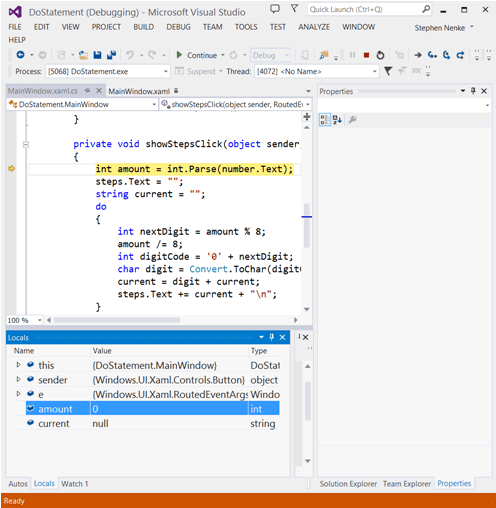 DoStatement (Debugging) - Microsoft Visual Studio
Quick Launch (Ctrl+Q)
FILE EDIT VIEW PROJECT BUILD DEBUG TEAM TOOLS TEST ANALYZE WINDOW
Stephen Nenke
HELP
Continue Debug
Process: [5068] DoStatement.exe Suspend Thread: [4072] <No Name>
MainWindow.xaml.cs MainWindow.xaml
DoStatement.MainWindow showStepsClick(object sender, RoutedE
}
private void showStepsClick(object sender
{
int amount = int.Parse(number.Text);
steps.Text = "";
string current = "";
do
{
int nextDigit = amount % 8;
amount /= 8;
int digitCode = '0' + nextDigit;
char digit = Convert.ToChar(digitC
current = digit + current;
steps.Text += current + "\n";
}
100 %
Locals
Name Value Type
this {DoStatement.MainWindow} DoStat
sender {Windows.UI.Xaml.Controls.Button} object
e {Windows.UI.Xaml.RoutedEventArgs Windo
amount 0 int
current null string
Autos Locals Watch 1
Properties
Solution Explorer Team Explorer Properties
Ready